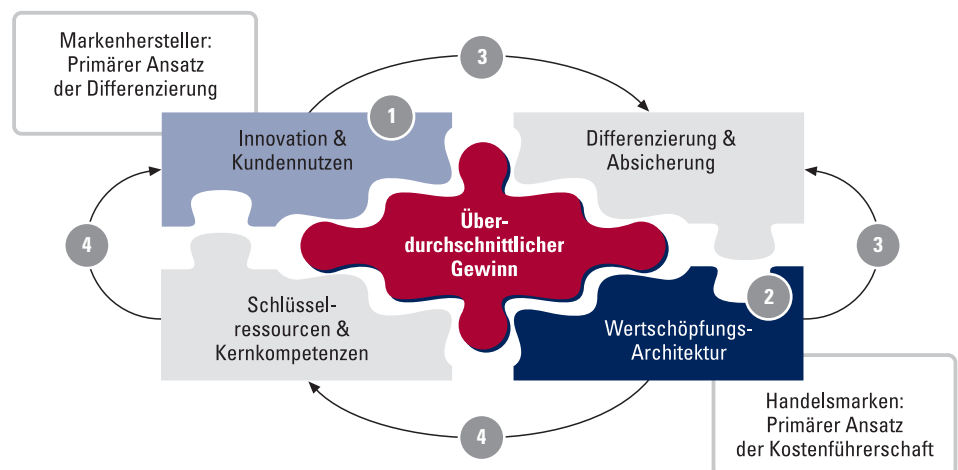 Markenhersteller:
Primärer Ansatz
der Differenzierung
3
1
Innovation &
Kundennutzen
Differenzierung &
Absicherung
4
Über-
durchschnittlicher
Gewinn
3
Schlüssel-
ressourcen &
Kernkompetenzen
2
Wertschöpfungs-
Architektur
4
Handelsmarken:
Primärer Ansatz
der Kostenführerschaft